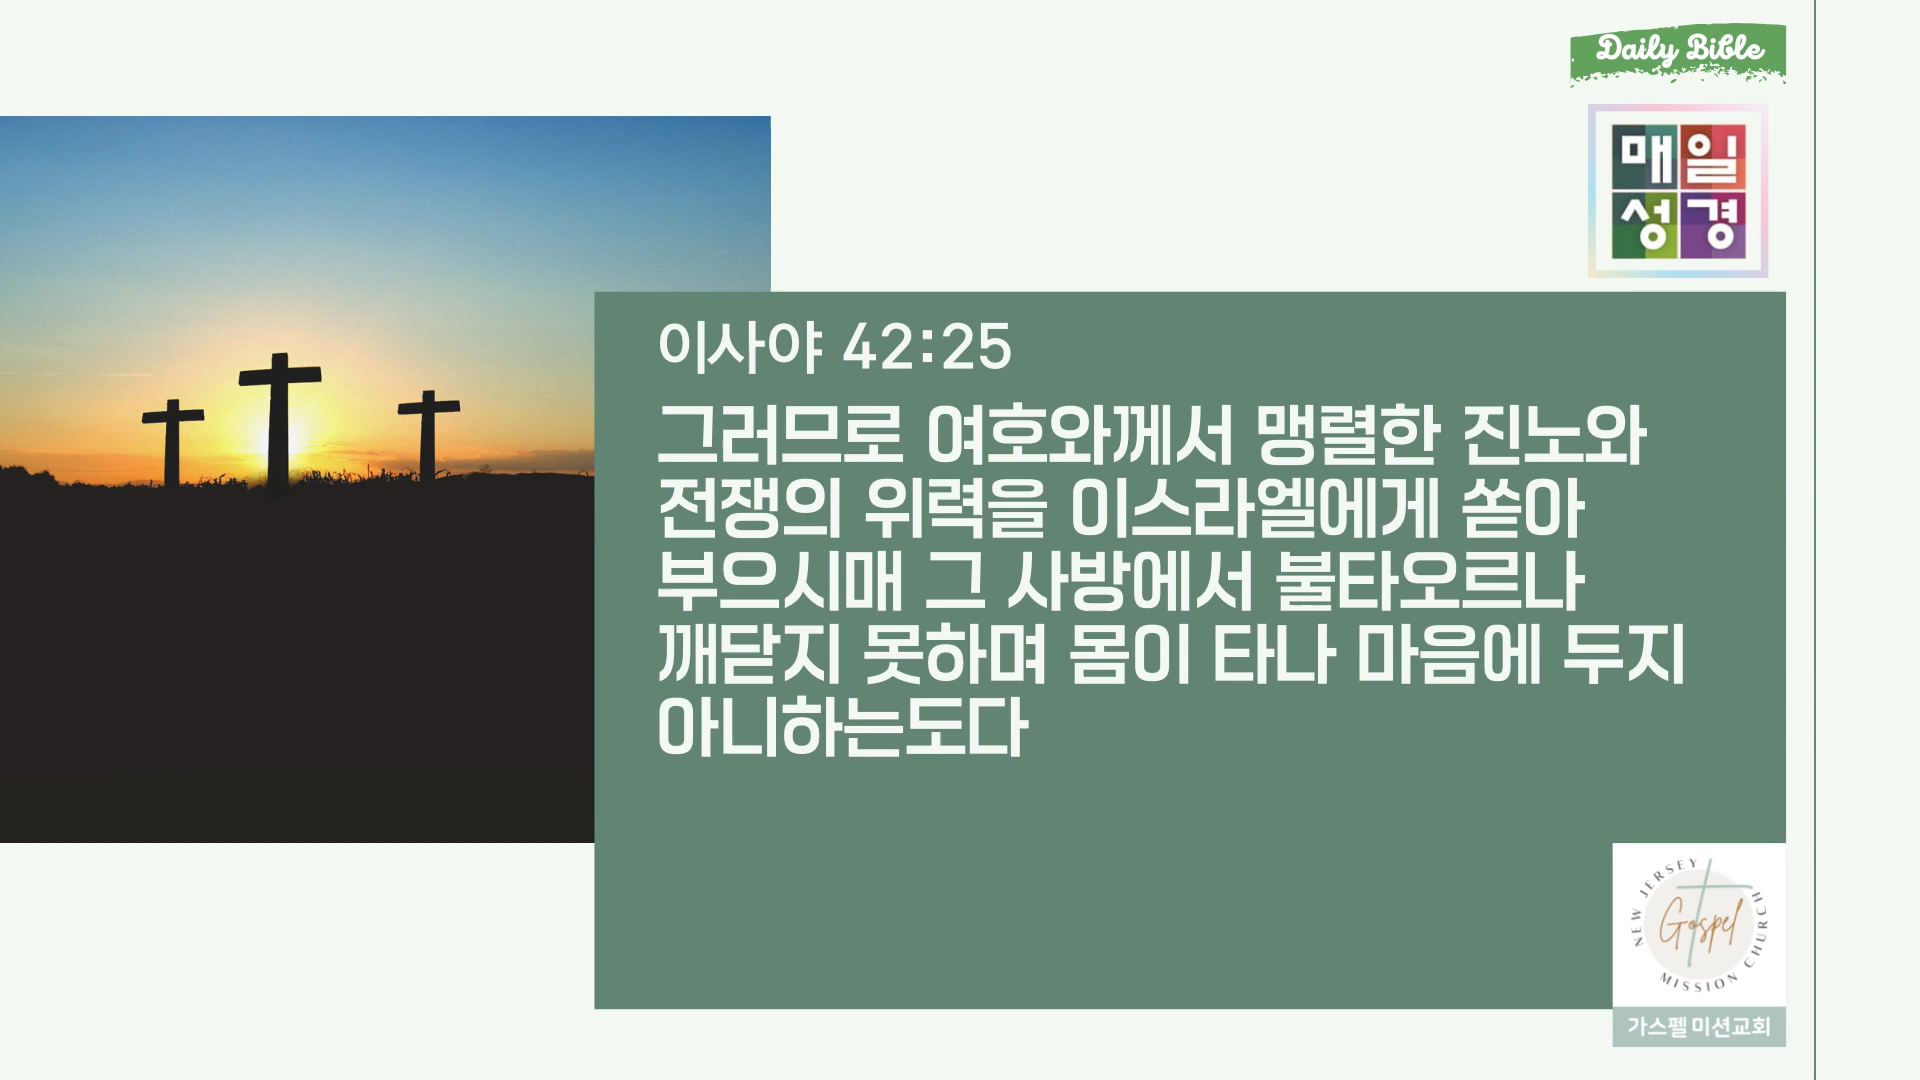 Daily Bible
매일
성경
이사야 42:25
그러므로 여호와께서 맹렬한 진노와
전쟁의 위력을 이스라엘에게 쏟아
부으시매 그 사방에서 불타오르나
깨닫지 못하며 몸이 타나 마음에 두지
아니하는도다
NEW JERSEY
Gospel
MISSION CHURCH
가스펠 미션교회